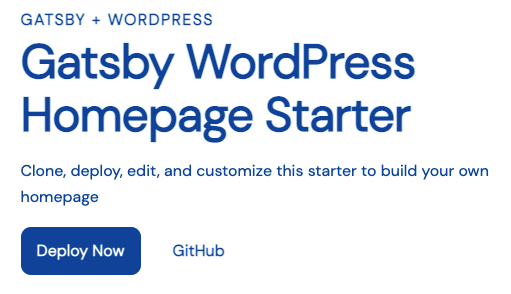 GATSBY + WORDPRESS
Gatsby WordPress
Homepage Starter
Clone, deploy, edit, and customize this starter to build your own
homepage
Deploy Now GitHub